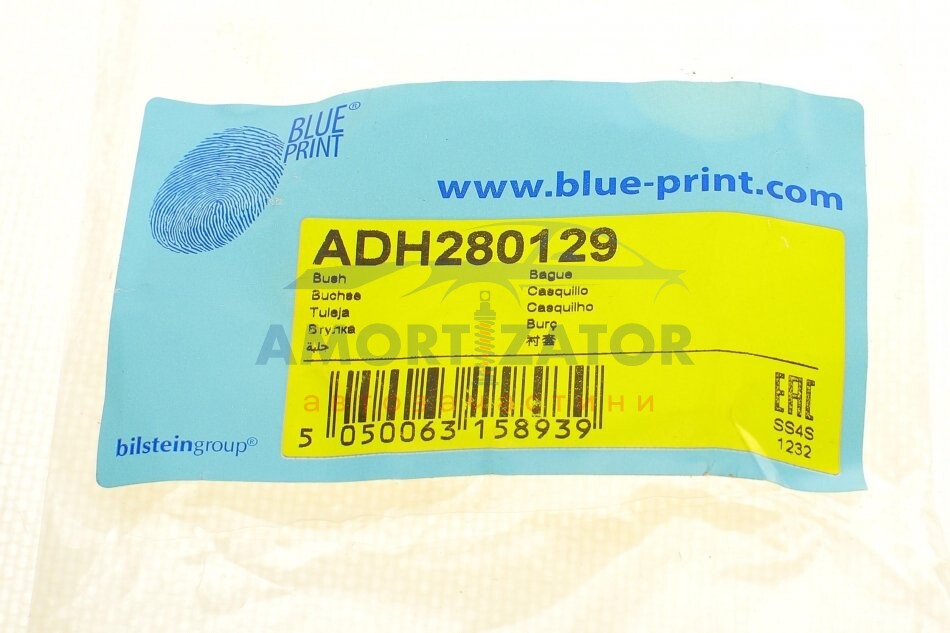 BLUE
PRINT®
www.blue-print.com
ADH280129
Bush
Buchse
Tuleja
Втулка
جلبة
Bague
Casquillo
Casquilho
Burç
衬套
AMORTIZATOR
автозапчастини
5 050063 158939
EAC
SS4S
1232
bilsteingroup®